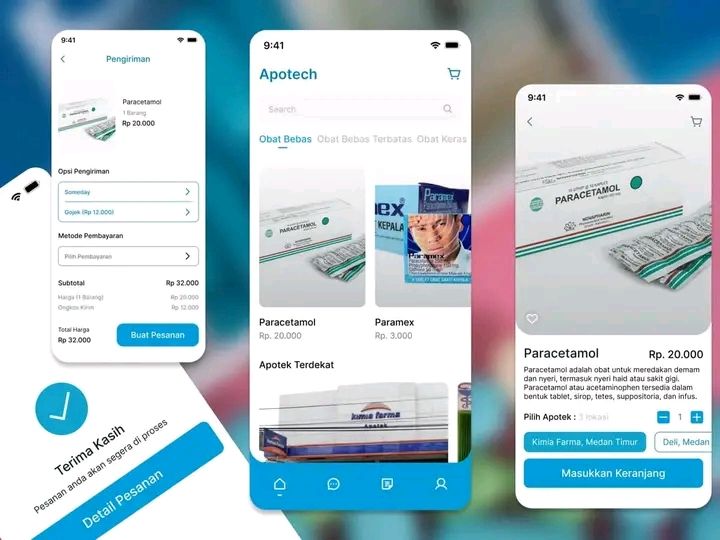 9:41
Pengiriman
Paracetamol
1 Barang
Rp 20.000
Opsi Pengiriman
Someday
Gojek (Rp 12.000)
Metode Pembayaran
Pilih Pembayaran
Subtotal Rp 32.000
Harga (1 Barang) Rp 20.000
Ongkos Kirim Rp 12.000
Total Harga
Rp 32.000
Buat Pesanan
Terima Kasih
Pesanan anda akan segera di proses
Detail Pesanan
9:41
Apotech
Search
Obat Bebas Obat Bebas Terbatas Obat Keras
Paramex
KEPALA
Paramex
Paracetamol
Rp. 20.000
Paramex
Rp. 3,000
Apotek Terdekat
kimia farma
Apotek
9:41
PARACETAMOL
Paracetamol Rp. 20.000
Paracetamol adalah obat untuk meredakan demam
dan nyeri, termasuk nyeri haid atau sakit gigi.
Paracetamol atau acetaminophen tersedia dalam
bentuk tablet, sirop, tetes, suppositoria, dan infus.
Pilih Apotek : 3 lokasi
1
Kimia Farma, Medan Timur
Deli, Medan
Masukkan Keranjang